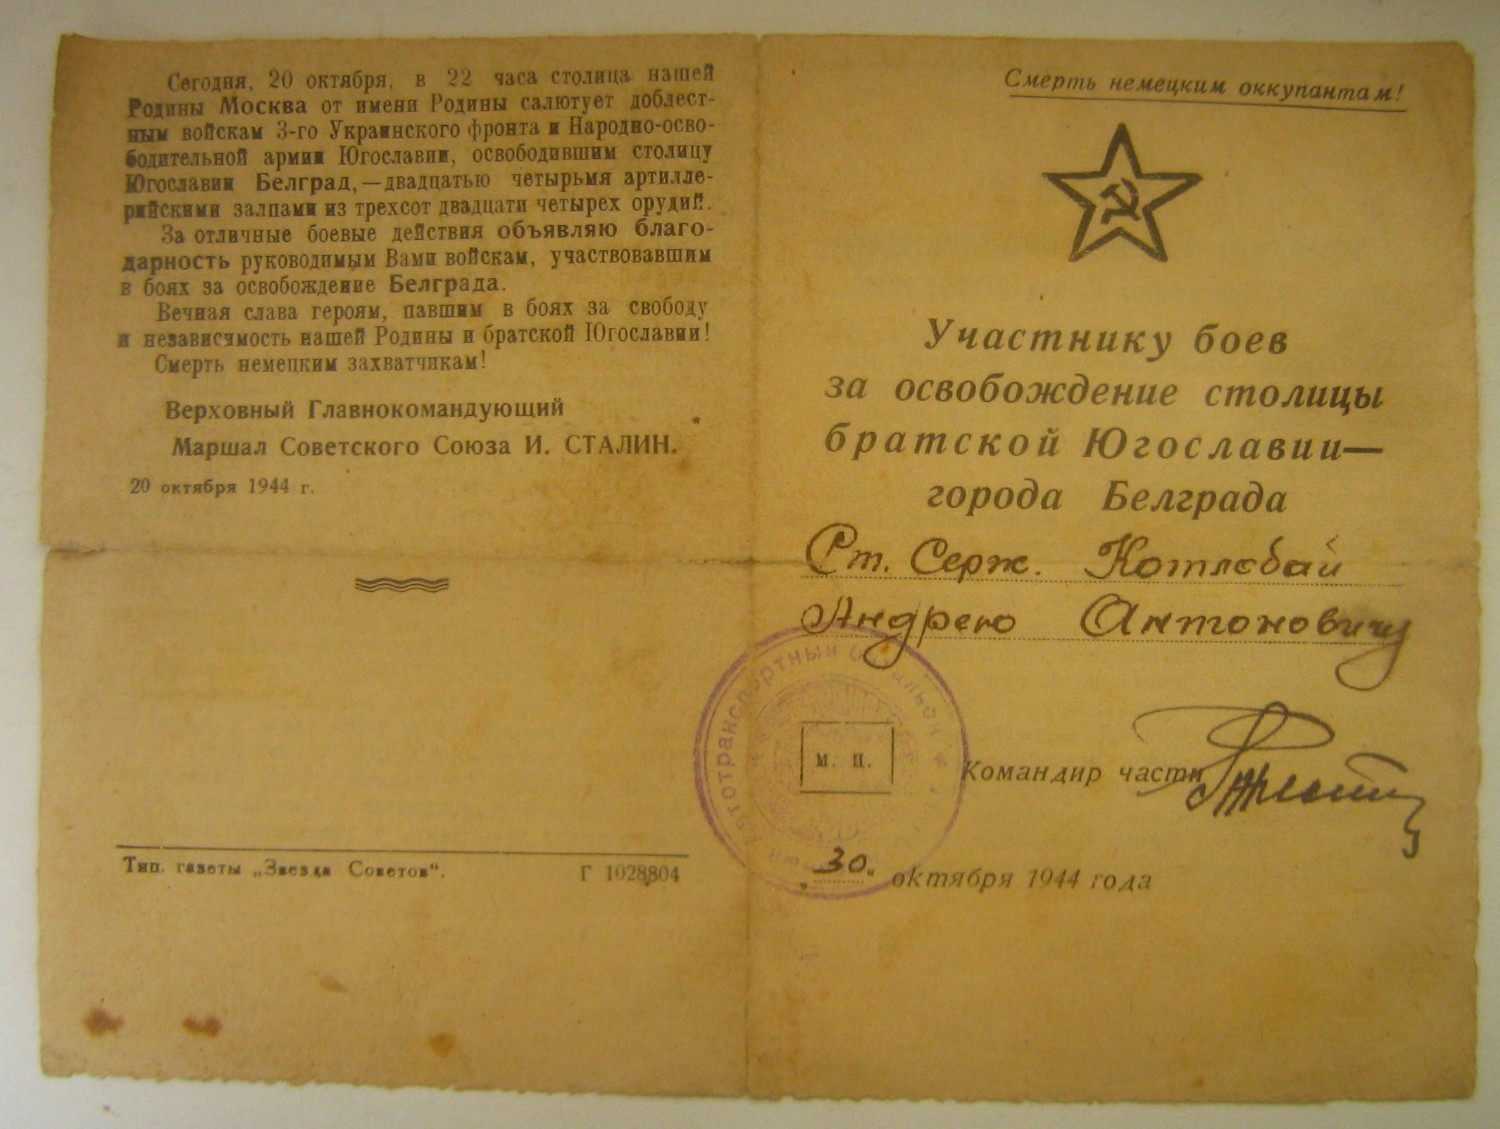 Сегодня, 20 октября, в 22 часа столица нашей
Родины Москва от имени Родины салютует доблест-
ным войскам 3-го Украинского фронта и Народно-осво-
бодительной армии Югославии, освободившим столицу
Югославии Белград,—двадцатью четырьмя артилле-
рийскими залпами из трехсот двадцати четырех орудий.
За отличные боевые действия объявляю благо-
дарность руководимым Вами войскам, участвовавшим
в боях за освобождение Белграда.
Вечная слава героям, павшим в боях за свободу
и независимость нашей Родины и братской Югославии!
Смерть немецким захватчикам!
Верховный Главнокомандующий
Маршал Советского Союза И. СТАЛИН.
20 октября 1944 г.
Тип. газеты „Звезда Советов“. Г 1028804
Смерть немецким оккупантам!
Участнику боев
за освобождение столицы
братской Югославии—
города Белграда
Ст. Серж. Котлобай
Андрею Антоновичу
автотранспортный батальон
М. П.
Командир части
„30“ октября 1944 года